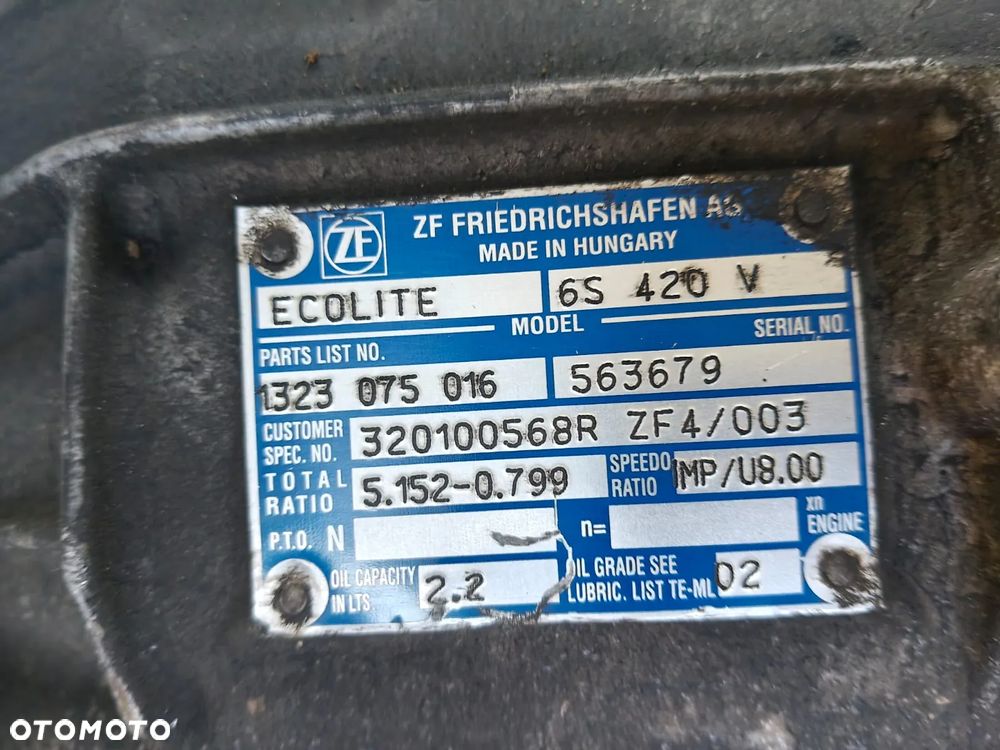 ZF
ZF FRIEDRICHSHAFEN AG
MADE IN HUNGARY
ECOLITE
6S 420 V
MODEL
SERIAL NO.
PARTS LIST NO.
1323 075 016
563679
CUSTOMER
SPEC. NO.
320100568R ZF4/003
TOTAL
RATIO
5.152-0.799
SPEEDO
RATIO
IMP/U8.00
P.T.O. N
n=
xn
ENGINE
OIL CAPACITY
IN LTS.
2.2
OIL GRADE SEE
LUBRIC. LIST TE-ML
02
OTOMOTO